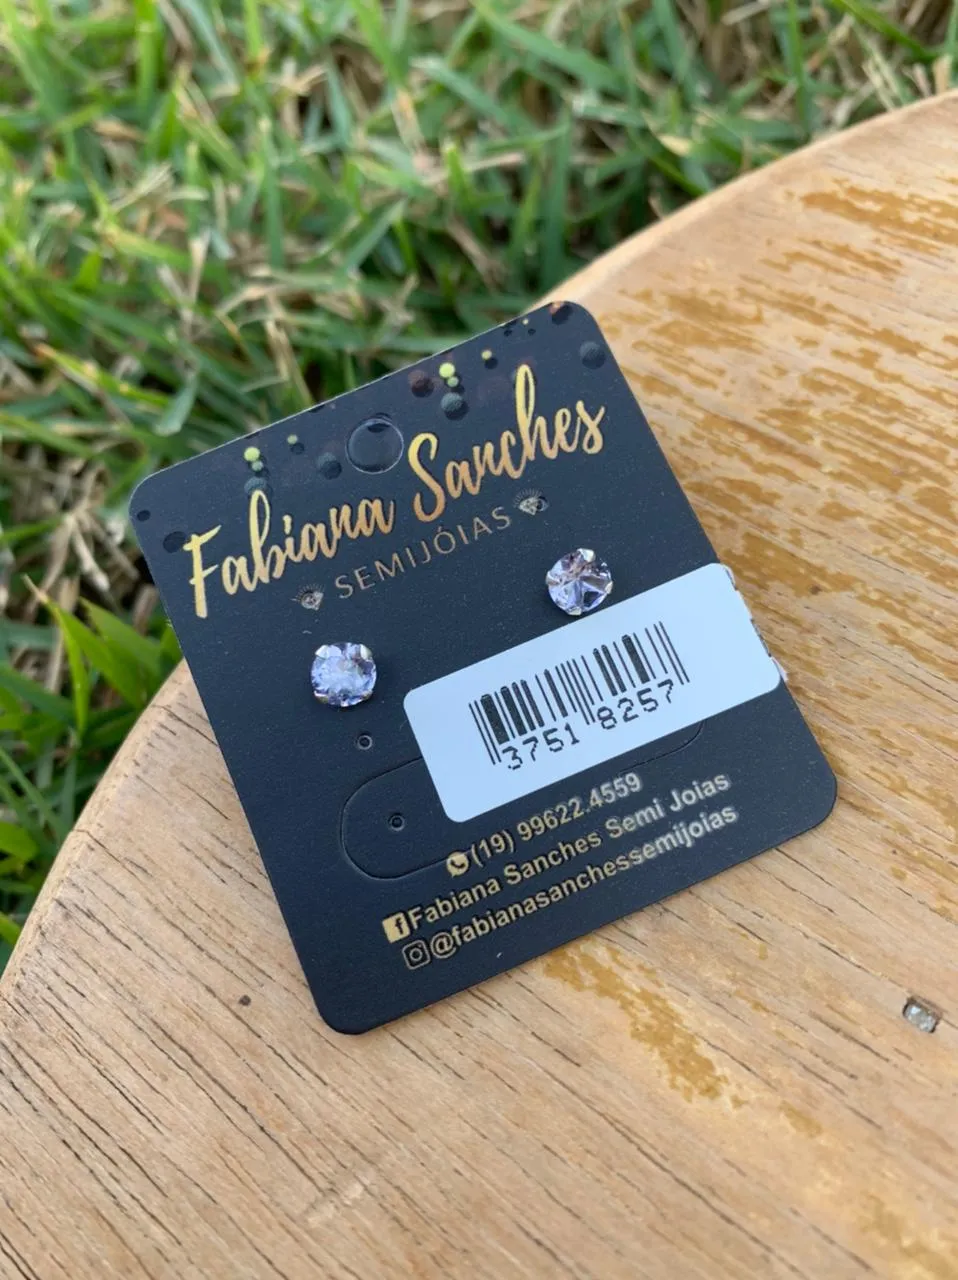 Fabiana Sanches
SEMIJÓIAS
3751 8257
(19) 99622.4559
Fabiana Sanches Semi Joias
@fabianasanchessemijoias